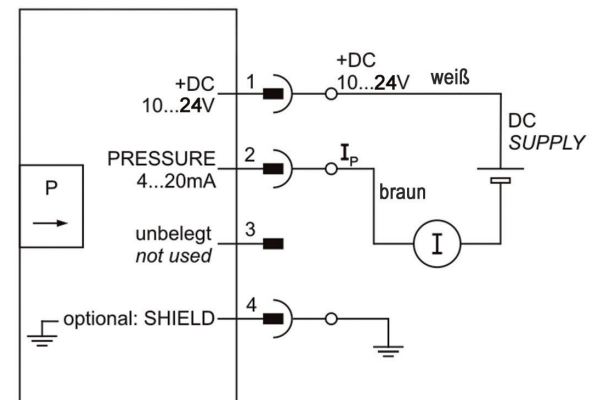 +DC
10...24V
1
+DC
10...24V
weiß
DC
SUPPLY
PRESSURE
4...20mA
2
IP
braun
P
I
unbelegt
not used
3
optional: SHIELD
4